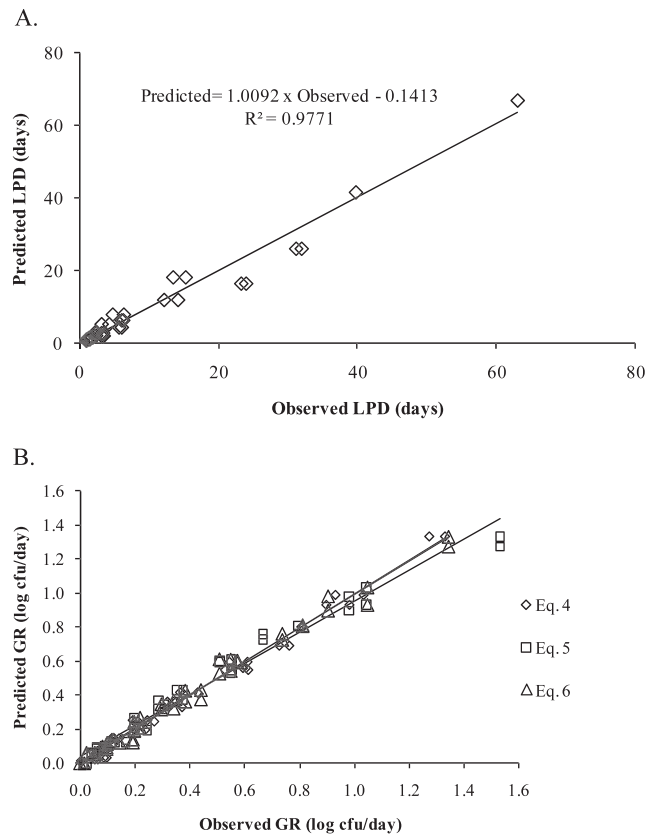 A.
80
60
40
20
0
Predicted LPD (days)
Predicted= 1.0092 x Observed - 0.1413
R² = 0.9771
0 20 40 60 80
Observed LPD (days)
B.
1.6
1.4
1.2
1.0
0.8
0.6
0.4
0.2
0.0
Predicted GR (log cfu/day)
Eq. 4
Eq. 5
Eq. 6
0.0 0.2 0.4 0.6 0.8 1.0 1.2 1.4 1.6
Observed GR (log cfu/day)